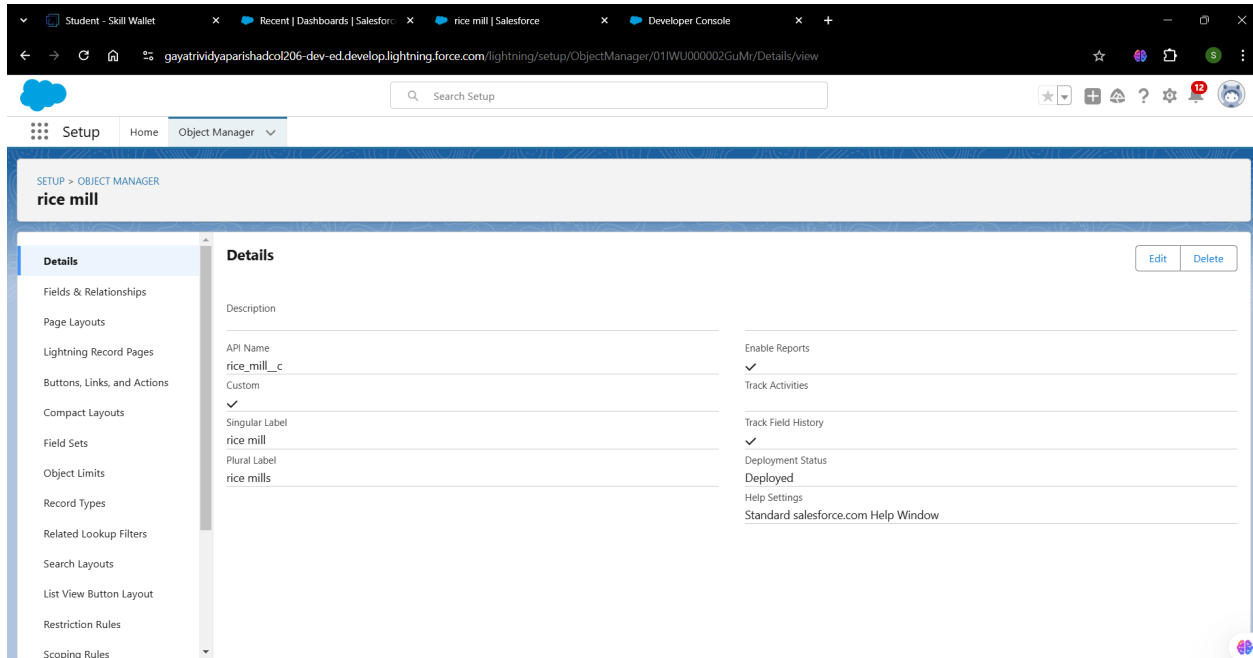 Student - Skill Wallet
Recent | Dashboards | Salesforc
rice mill | Salesforce
Developer Console
gayatrividyaparishadcol206-dev-ed.develop.lightning.force.com/lightning/setup/ObjectManager/01IWU000002GuMr/Details/view
S
Search Setup
12
Setup
Home
Object Manager
SETUP > OBJECT MANAGER
rice mill
Details
Fields & Relationships
Page Layouts
Lightning Record Pages
Buttons, Links, and Actions
Compact Layouts
Field Sets
Object Limits
Record Types
Related Lookup Filters
Search Layouts
List View Button Layout
Restriction Rules
Scoping Rules
Details
Edit
Delete
Description
API Name
rice_mill__c
Custom
Singular Label
rice mill
Plural Label
rice mills
Enable Reports
Track Activities
Track Field History
Deployment Status
Deployed
Help Settings
Standard salesforce.com Help Window